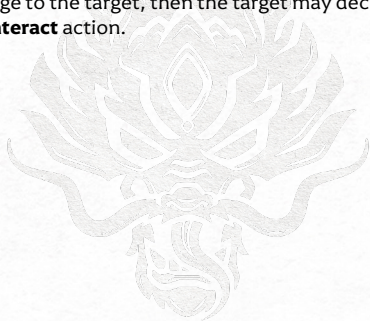 ge to the target, then the target may dec
nteract action.